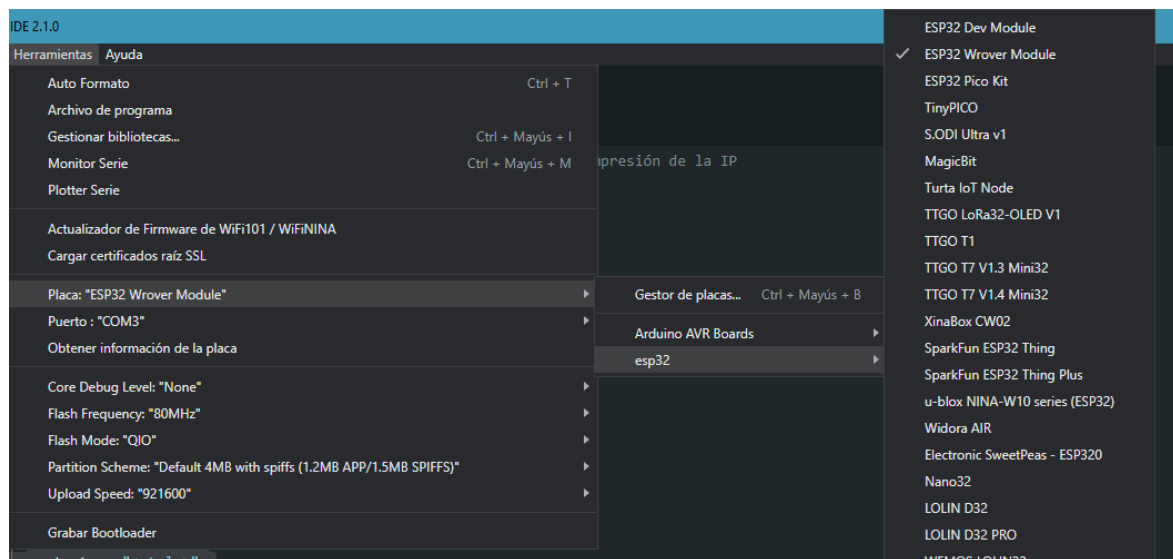 IDE 2.1.0
Herramientas Ayuda
Auto Formato Ctrl + T
Archivo de programa
Gestionar bibliotecas... Ctrl + Mayús + I
Monitor Serie Ctrl + Mayús + M
Plotter Serie
Actualizador de Firmware de WiFi101 / WiFiNINA
Cargar certificados raíz SSL
Placa: "ESP32 Wrover Module"
Puerto : "COM3"
Obtener información de la placa
Core Debug Level: "None"
Flash Frequency: "80MHz"
Flash Mode: "QIO"
Partition Scheme: "Default 4MB with spiffs (1.2MB APP/1.5MB SPIFFS)"
Upload Speed: "921600"
Grabar Bootloader
presión de la IP
Gestor de placas... Ctrl + Mayús + B
Arduino AVR Boards
esp32
ESP32 Dev Module
ESP32 Wrover Module
ESP32 Pico Kit
TinyPICO
S.ODI Ultra v1
MagicBit
Turta IoT Node
TTGO LoRa32-OLED V1
TTGO T1
TTGO T7 V1.3 Mini32
TTGO T7 V1.4 Mini32
XinaBox CW02
SparkFun ESP32 Thing
SparkFun ESP32 Thing Plus
u-blox NINA-W10 series (ESP32)
Widora AIR
Electronic SweetPeas - ESP320
Nano32
LOLIN D32
LOLIN D32 PRO
WEMOS LOLIN32